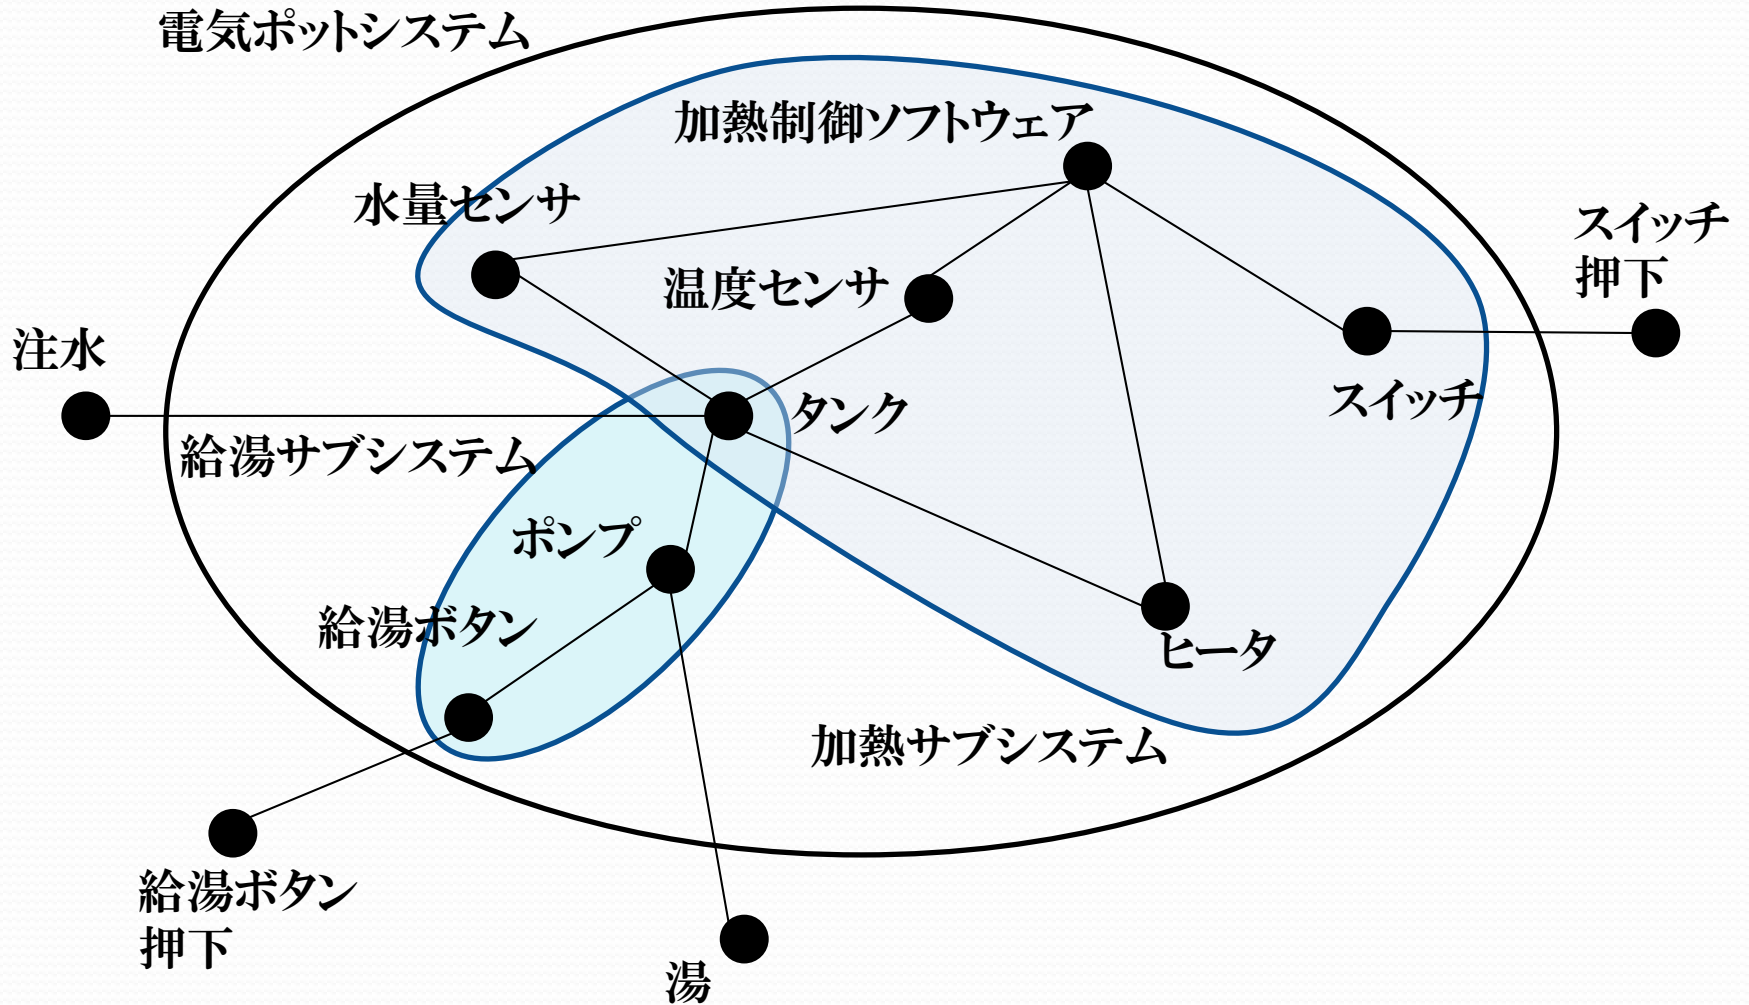 電気ポットシステム
加熱制御ソフトウェア
水量センサ
スイッチ
押下
温度センサ
注水
スイッチ
タンク
給湯サブシステム
ポンプ
給湯ボタン
ヒータ
加熱サブシステム
給湯ボタン
押下
湯